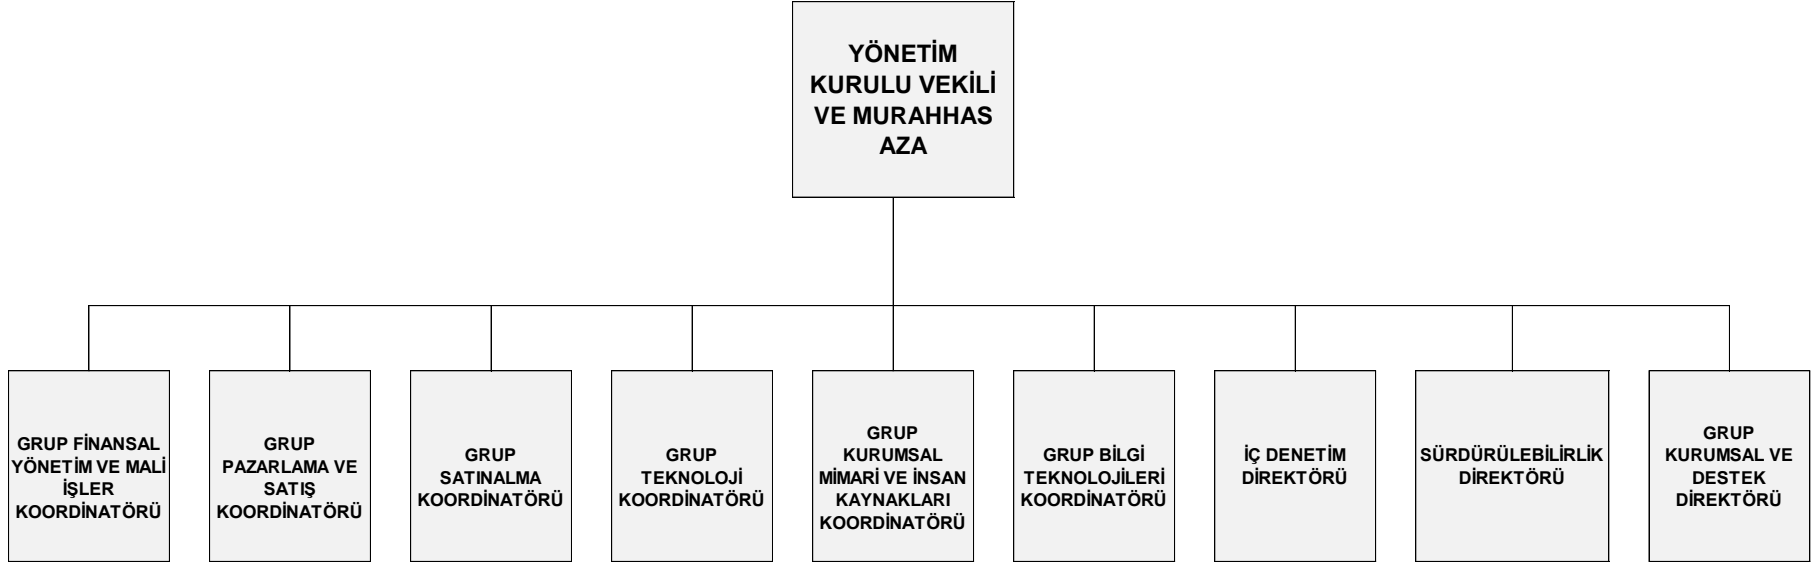 YÖNETİM
KURULU VEKİLİ
VE MURAHHAS
AZA
GRUP FİNANSAL
YÖNETİM VE MALİ
İŞLER
KOORDİNATÖRÜ
GRUP
PAZARLAMA VE
SATIŞ
KOORDİNATÖRÜ
GRUP
SATINALMA
KOORDİNATÖRÜ
GRUP
TEKNOLOJİ
KOORDİNATÖRÜ
GRUP
KURUMSAL
MİMARİ VE İNSAN
KAYNAKLARI
KOORDİNATÖRÜ
GRUP BİLGİ
TEKNOLOJİLERİ
KOORDİNATÖRÜ
İÇ DENETİM
DİREKTÖRÜ
SÜRDÜRÜLEBİLİRLİK
DİREKTÖRÜ
GRUP
KURUMSAL VE
DESTEK
DİREKTÖRÜ